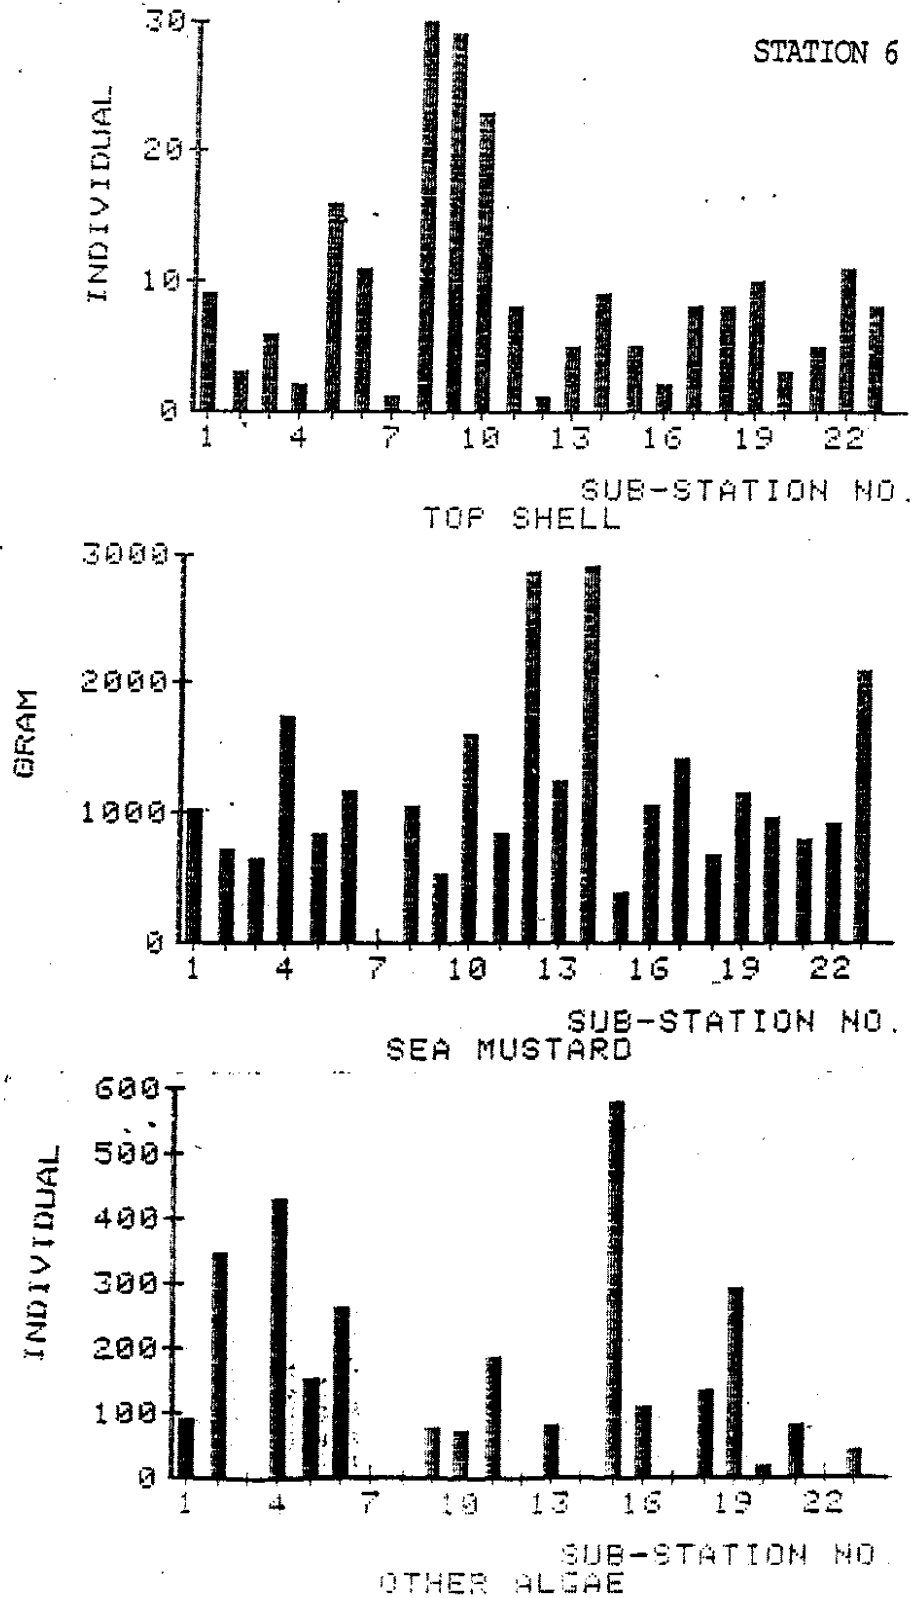 STATION 6
INDIVIDUAL
30
20
10
0
1 4 7 10 13 16 19 22
SUB-STATION NO.
TOP SHELL
GRAM
3000
2000
1000
0
1 4 7 10 13 16 19 22
SUB-STATION NO.
SEA MUSTARD
INDIVIDUAL
600
500
400
300
200
100
0
1 4 7 10 13 16 19 22
SUB-STATION NO
OTHER ALGAE